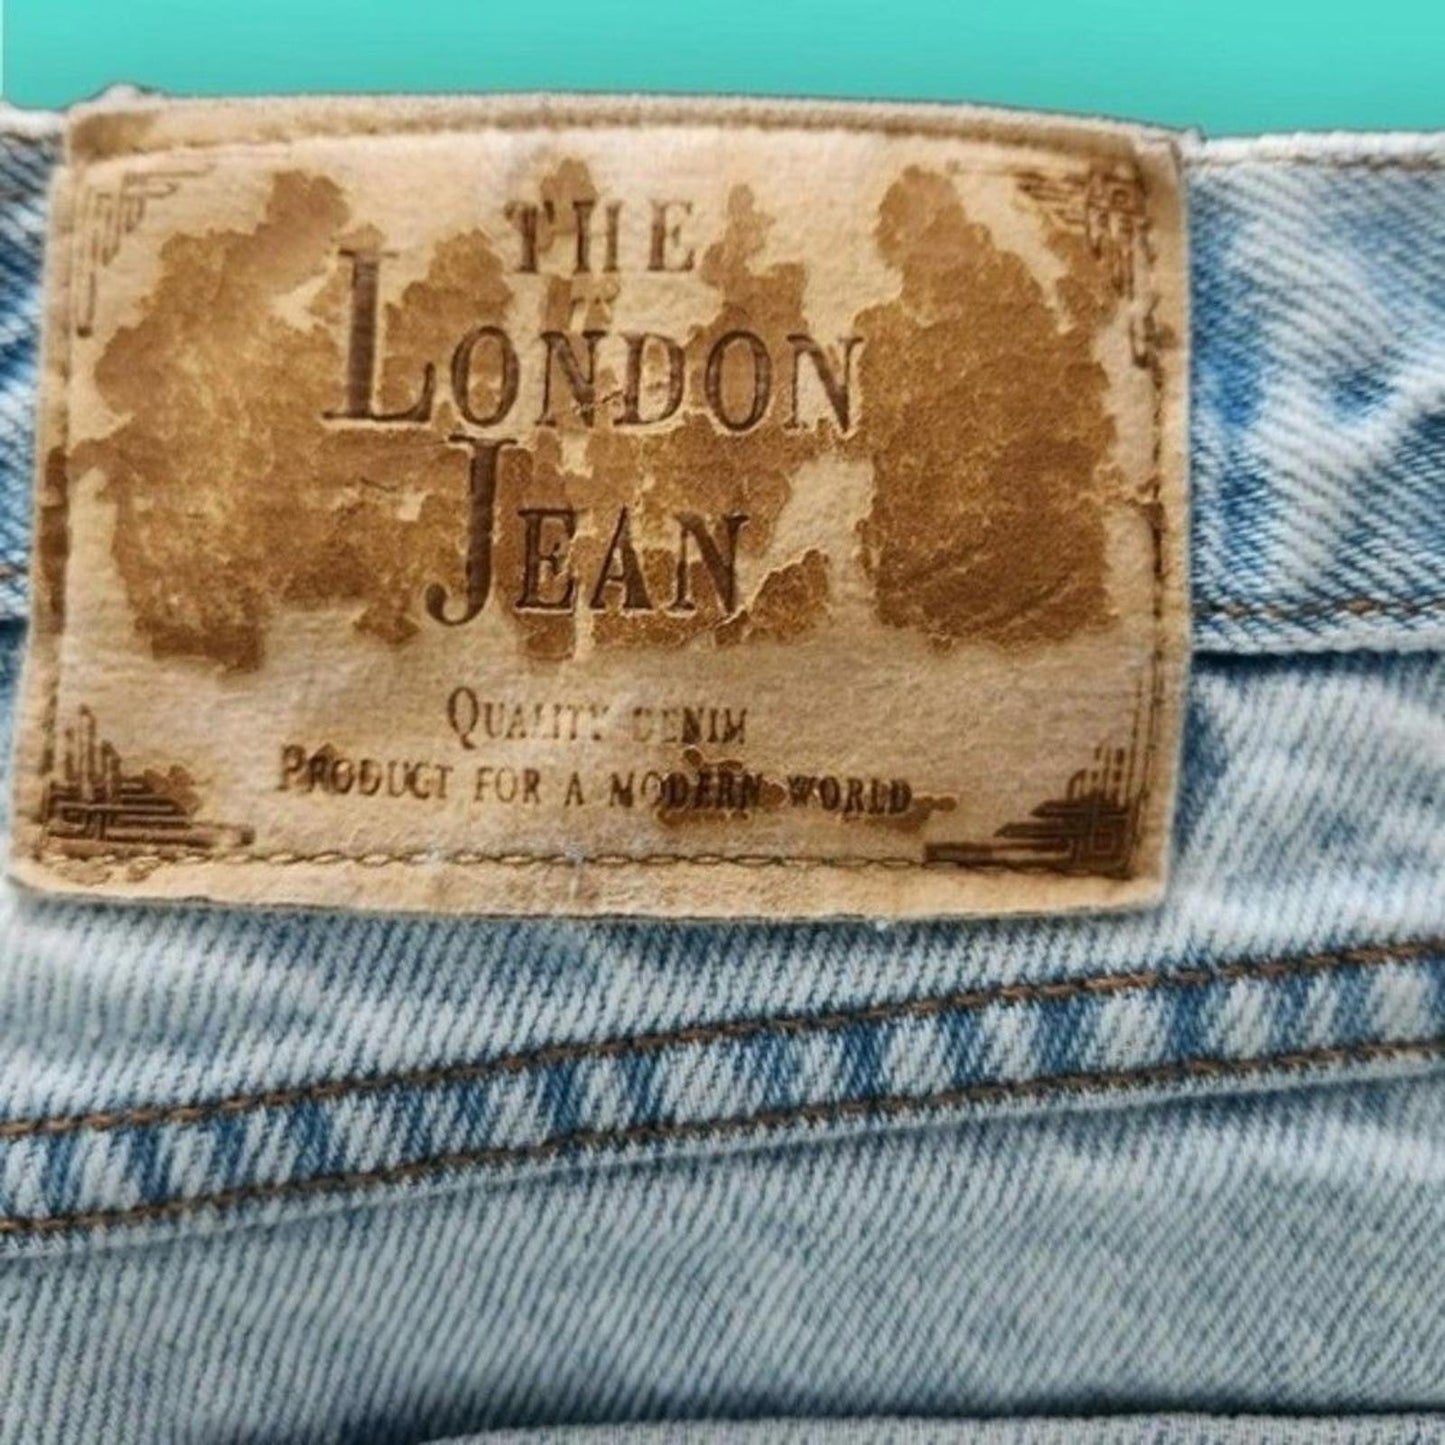 THE
LONDON
JEAN
QUALITY DENIM
PRODUCT FOR A MODERN WORLD